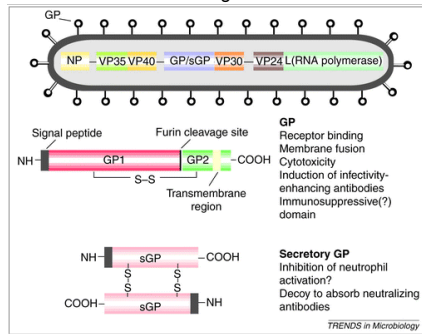 GP
NP VP35 VP40 GP/sGP VP30 VP24 L(RNA polymerase)
Signal peptide
Furin cleavage site
NH GP1 GP2 COOH
S–S
Transmembrane
region
GP
Receptor binding
Membrane fusion
Cytotoxicity
Induction of infectivity-
enhancing antibodies
Immunosuppressive(?)
domain
NH sGP COOH
S S
S S
COOH sGP NH
Secretory GP
Inhibition of neutrophil
activation?
Decoy to absorb neutralizing
antibodies
TRENDS in Microbiology